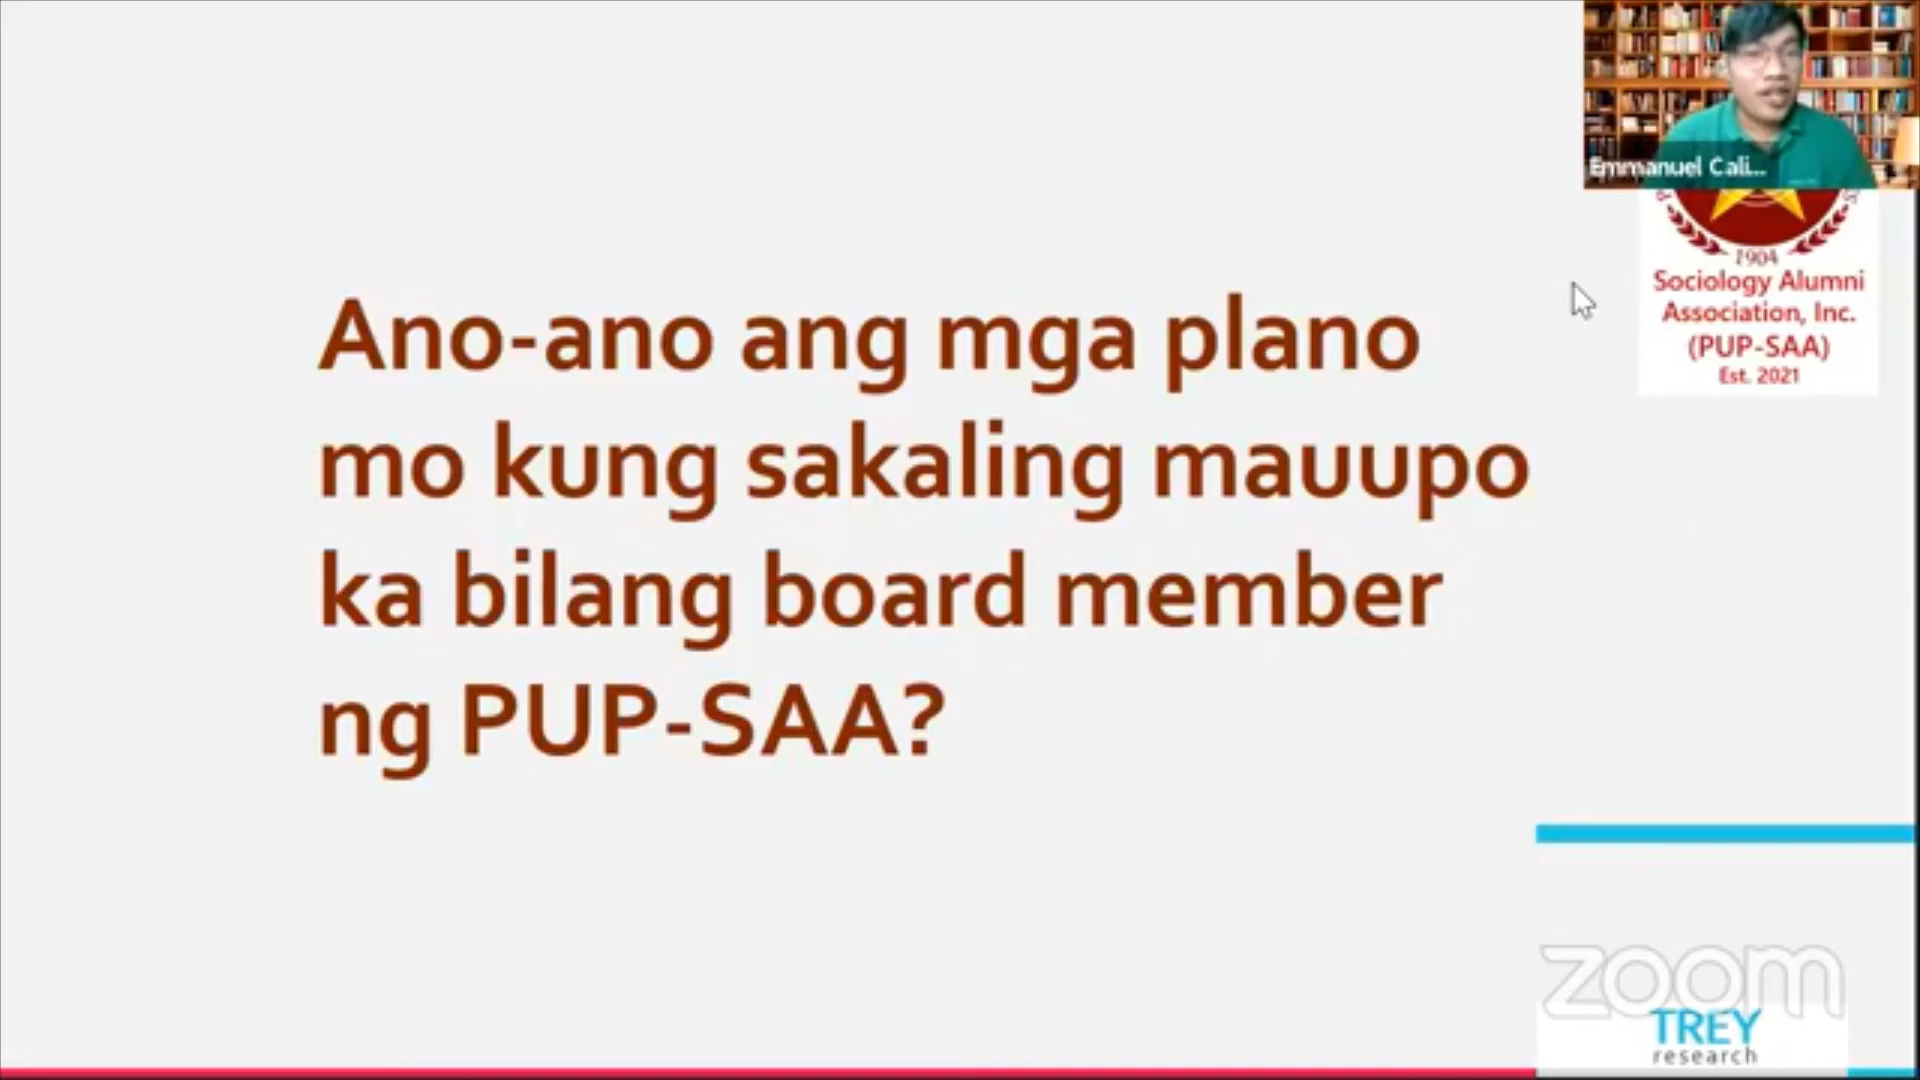 Emmanuel Cali...
1904
Sociology Alumni
Association, Inc.
(PUP-SAA)
Est. 2021
Ano-ano ang mga plano
mo kung sakaling mauupo
ka bilang board member
ng PUP-SAA?
zoom
TREY
research